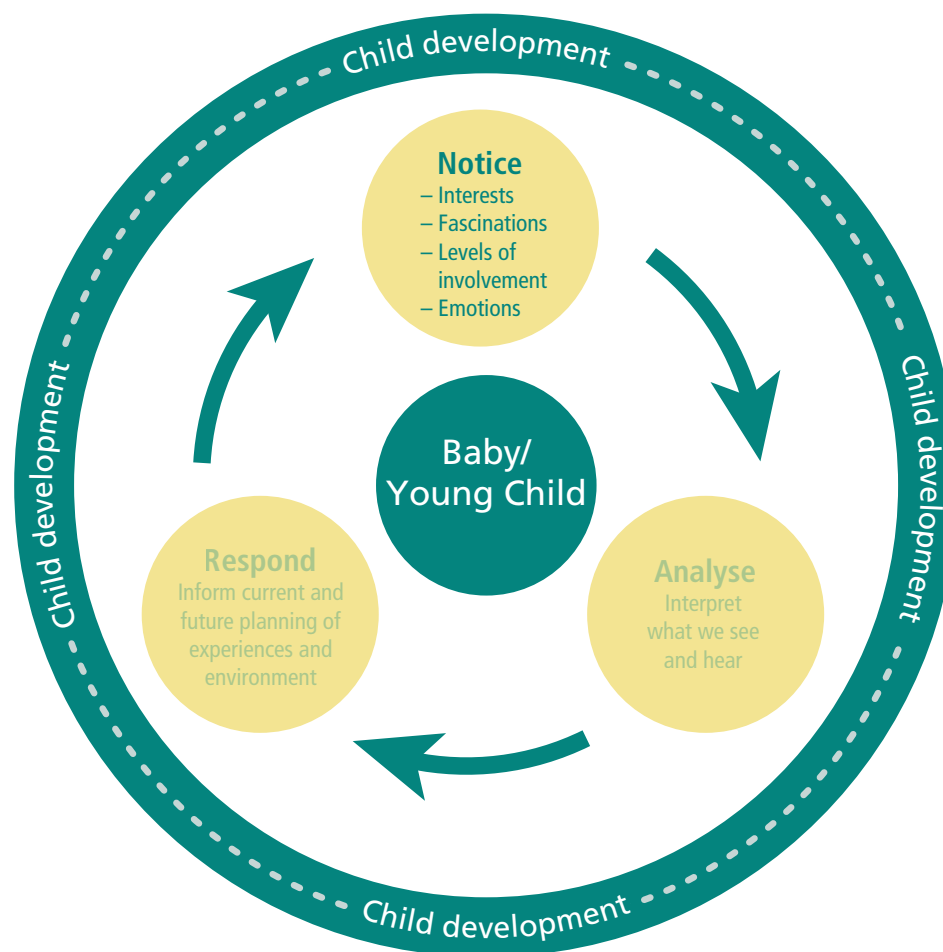 Child development
Notice
– Interests
– Fascinations
– Levels of
involvement
– Emotions
Child development
Child development
Baby/
Young Child
Respond
Inform current and
future planning of
experiences and
environment
Analyse
Interpret
what we see
and hear
Child development